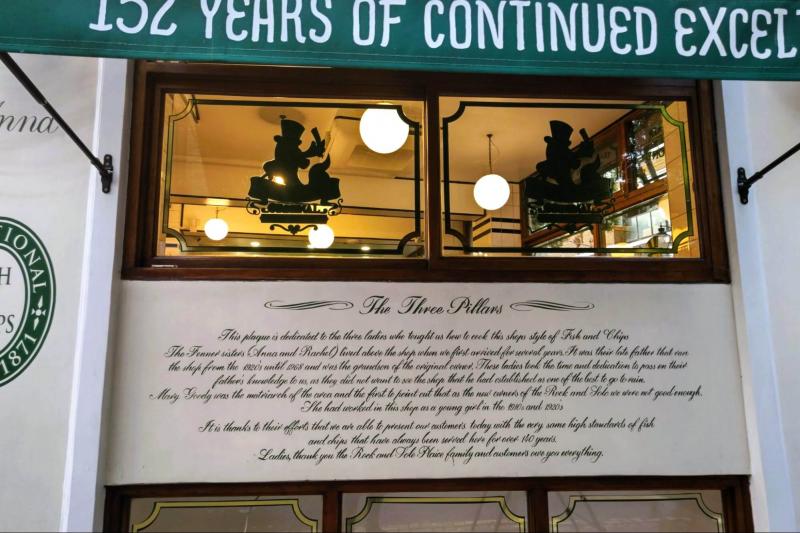 152 YEARS OF CONTINUED EXCEL
Anna
TIONAL
H
PS
1871
The Three Pillars
This plaque is dedicated to the three ladies who tought us how to cook this shops style of Fish and Chips
The Fenner sisters (Anna and Rachel) lived above the shop when we first arrived for several years. It was their late father that ran
the shop from the 1920's until 1968 and was the grandson of the original owner. These ladies took the time and dedication to pass on their
fathers knowledge to us, as they did not want to see the shop that he had established as one of the best to go to ruin.
Mary Goody was the matriarch of the area and the first to point out that as the new owners of the Rock and Sole we were not good enough.
She had worked in this shop as a young girl in the 1910s and 1920s
It is thanks to their efforts that we are able to present our customers today with the very same high standards of fish
and chips that have always been served here for over 140 years.
Ladies, thank you the Rock and Sole Plaice family and customers owe you everything.